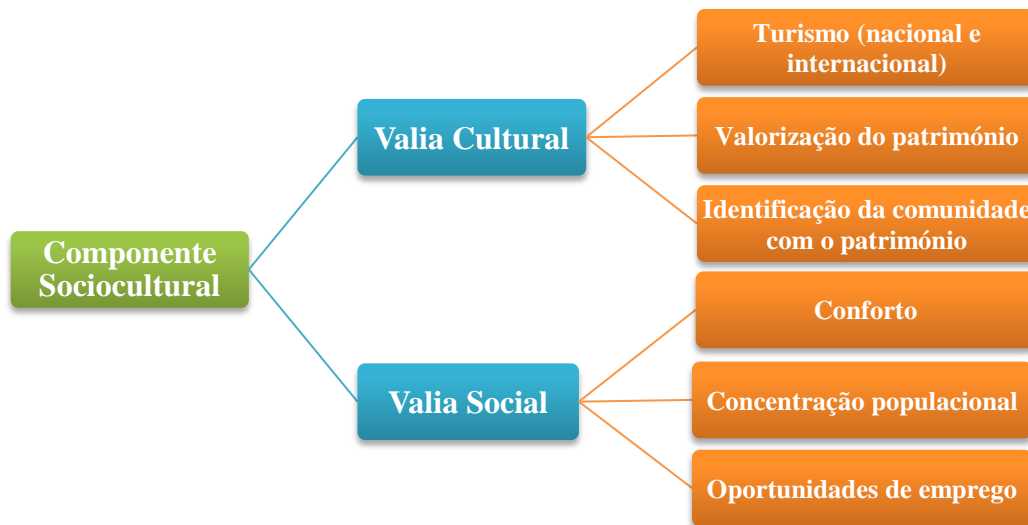 Componente
Sociocultural
Valia Cultural
Turismo (nacional e
internacional)
Valorização do património
Identificação da comunidade
com o património
Valia Social
Conforto
Concentração populacional
Oportunidades de emprego